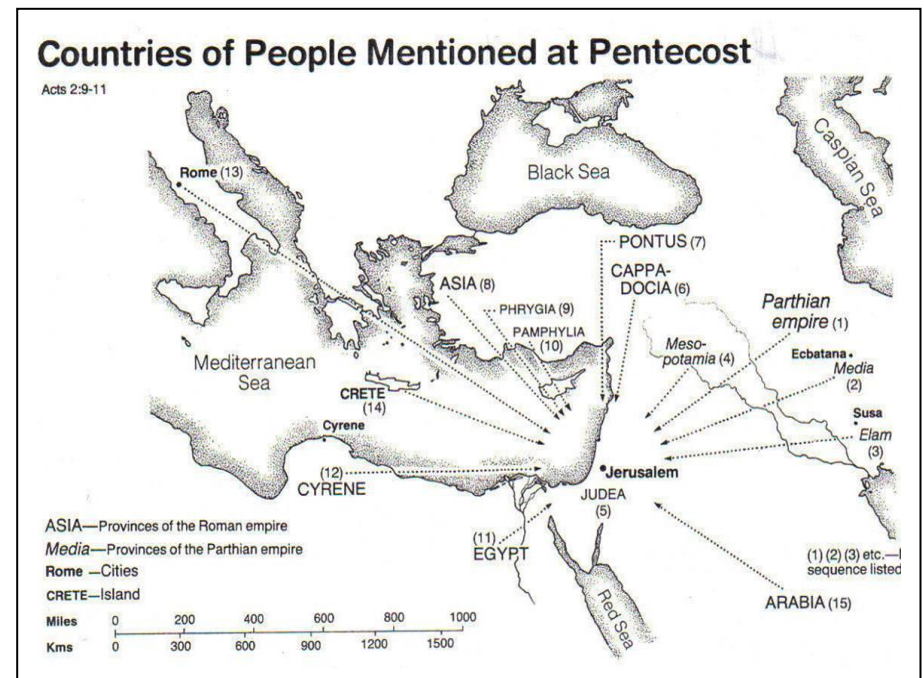 Countries of People Mentioned at Pentecost
Acts 2:9-11
Rome (13)
Black Sea
Caspian Sea
PONTUS (7)
CAPPA-
DOCIA (6)
ASIA (8)
PHRYGIA (9)
PAMPHYLIA
(10)
Parthian
empire (1)
Meso-
potamia (4)
Ecbatana
Media
(2)
Mediterranean
Sea
CRETE
(14)
Susa
Elam
(3)
Cyrene
(12)
CYRENE
Jerusalem
JUDEA
(5)
(11)
EGYPT
ASIA—Provinces of the Roman empire
Media—Provinces of the Parthian empire
Rome —Cities
CRETE—Island
(1) (2) (3) etc.—
sequence listed
ARABIA (15)
Red Sea
Miles 0 200 400 600 800 1000
Kms 0 300 600 900 1200 1500